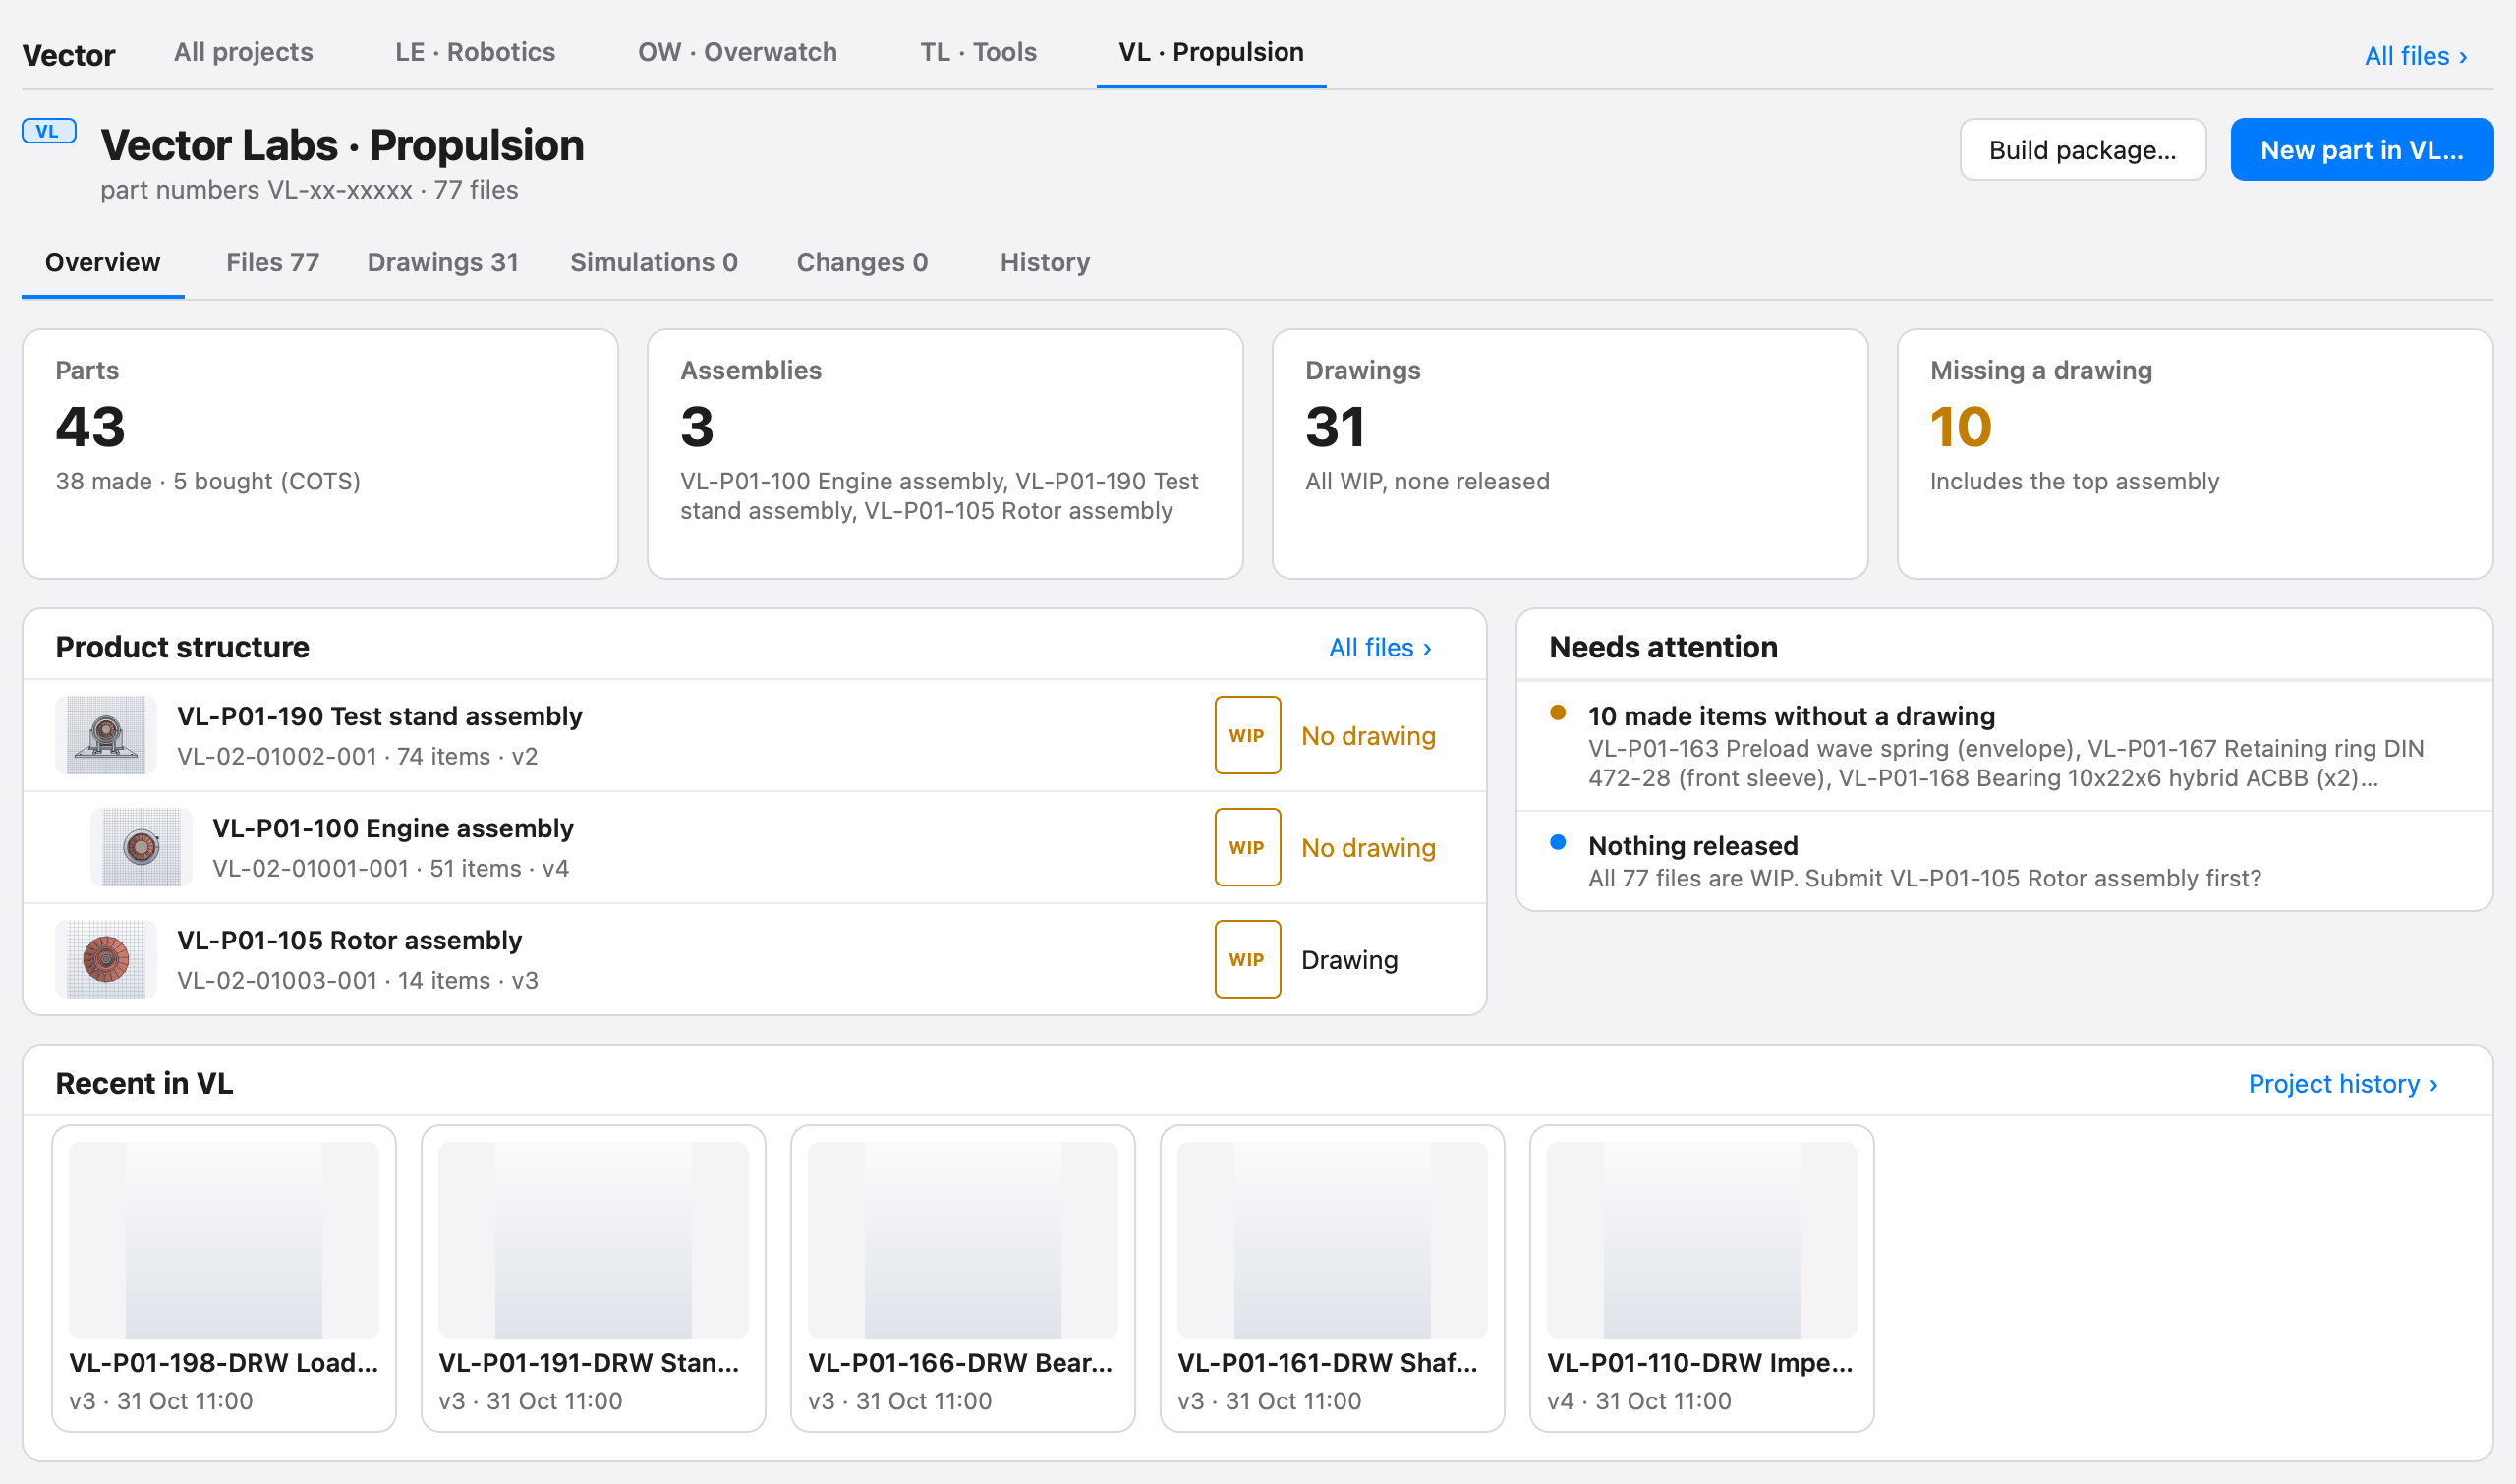 Vector
All projects
LE · Robotics
OW · Overwatch
TL · Tools
VL · Propulsion
All files ›
VL
Vector Labs · Propulsion
part numbers VL-xx-xxxxx · 77 files
Build package...
New part in VL...
Overview
Files 77
Drawings 31
Simulations 0
Changes 0
History
Parts
43
38 made · 5 bought (COTS)
Assemblies
3
VL-P01-100 Engine assembly, VL-P01-190 Test
stand assembly, VL-P01-105 Rotor assembly
Drawings
31
All WIP, none released
Missing a drawing
10
Includes the top assembly
Product structure
All files ›
VL-P01-190 Test stand assembly
VL-02-01002-001 · 74 items · v2
WIP
No drawing
VL-P01-100 Engine assembly
VL-02-01001-001 · 51 items · v4
WIP
No drawing
VL-P01-105 Rotor assembly
VL-02-01003-001 · 14 items · v3
WIP
Drawing
Needs attention
10 made items without a drawing
VL-P01-163 Preload wave spring (envelope), VL-P01-167 Retaining ring DIN
472-28 (front sleeve), VL-P01-168 Bearing 10x22x6 hybrid ACBB (x2)...
Nothing released
All 77 files are WIP. Submit VL-P01-105 Rotor assembly first?
Recent in VL
Project history ›
VL-P01-198-DRW Load...
v3 · 31 Oct 11:00
VL-P01-191-DRW Stan...
v3 · 31 Oct 11:00
VL-P01-166-DRW Bear...
v3 · 31 Oct 11:00
VL-P01-161-DRW Shaf...
v3 · 31 Oct 11:00
VL-P01-110-DRW Impe...
v4 · 31 Oct 11:00